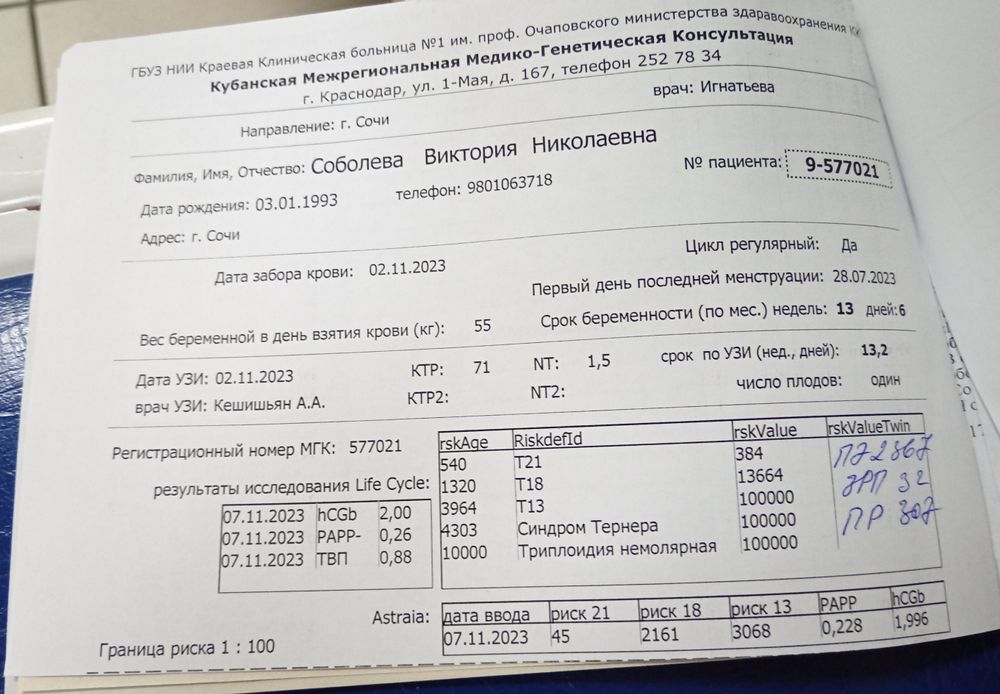 ГБУЗ НИИ Краевая Клиническая больница №1 им. проф. Очаповского министерства здравоохранения
Кубанская Межрегиональная Медико-Генетическая Консультация
г. Краснодар, ул. 1-Мая, д. 167, телефон 252 78 34
Направление: г. Сочи врач: Игнатьева
Фамилия, Имя, Отчество: Соболева Виктория Николаевна № пациента: 9-577021
Дата рождения: 03.01.1993 телефон: 9801063718
Адрес: г. Сочи
Дата забора крови: 02.11.2023 Цикл регулярный: Да
Первый день последней менструации: 28.07.2023
Вес беременной в день взятия крови (кг): 55 Срок беременности (по мес.) недель: 13 дней: 6
Дата УЗИ: 02.11.2023 КТР: 71 NT: 1,5 срок по УЗИ (нед., дней): 13,2
врач УЗИ: Кешишьян А.А. КТР2: NT2: число плодов: один
Регистрационный номер МГК: 577021
результаты исследования Life Cycle:
07.11.2023 hCGb 2,00
07.11.2023 PAPP- 0,26
07.11.2023 ТВП 0,88
rskAge RiskdefId rskValue rskValueTwin
540 T21 384 ПЭ 2867
1320 T18 13664 ЗРП 32
3964 T13 100000 ПР 307
4303 Синдром Тернера 100000
10000 Триплоидия немолярная 100000
Astraia: дата ввода риск 21 риск 18 риск 13 PAPP hCGb
07.11.2023 45 2161 3068 0,228 1,996
Граница риска 1 : 100